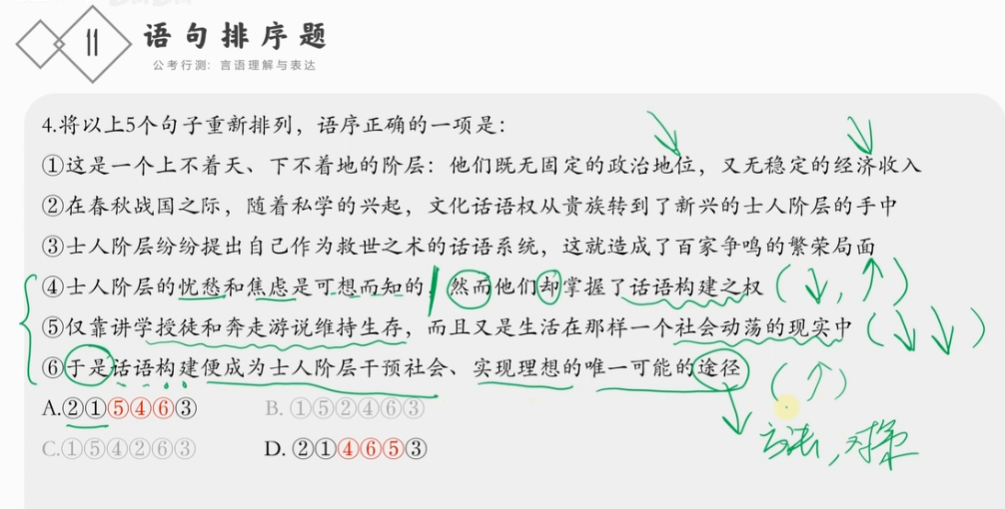 11 语句排序题
公考行测：言语理解与表达
4.将以上5个句子重新排列，语序正确的一项是：
①这是一个上不着天、下不着地的阶层：他们既无固定的政治地位，又无稳定的经济收入
②在春秋战国之际，随着私学的兴起，文化话语权从贵族转到了新兴的士人阶层的手中
③士人阶层纷纷提出自己作为救世之术的话语系统，这就造成了百家争鸣的繁荣局面
④士人阶层的忧愁和焦虑是可想而知的，然而他们却掌握了话语构建之权（↓，↑）
⑤仅靠讲学授徒和奔走游说维持生存，而且又是生活在那样一个社会动荡的现实中（↓↓）
⑥于是话语构建便成为士人阶层干预社会、实现理想的唯一可能的途径（↑）
A.②①⑤④⑥③ B. ①⑤②④⑥③
方法，对策
C.①⑤④②⑥③ D. ②①④⑥⑤③